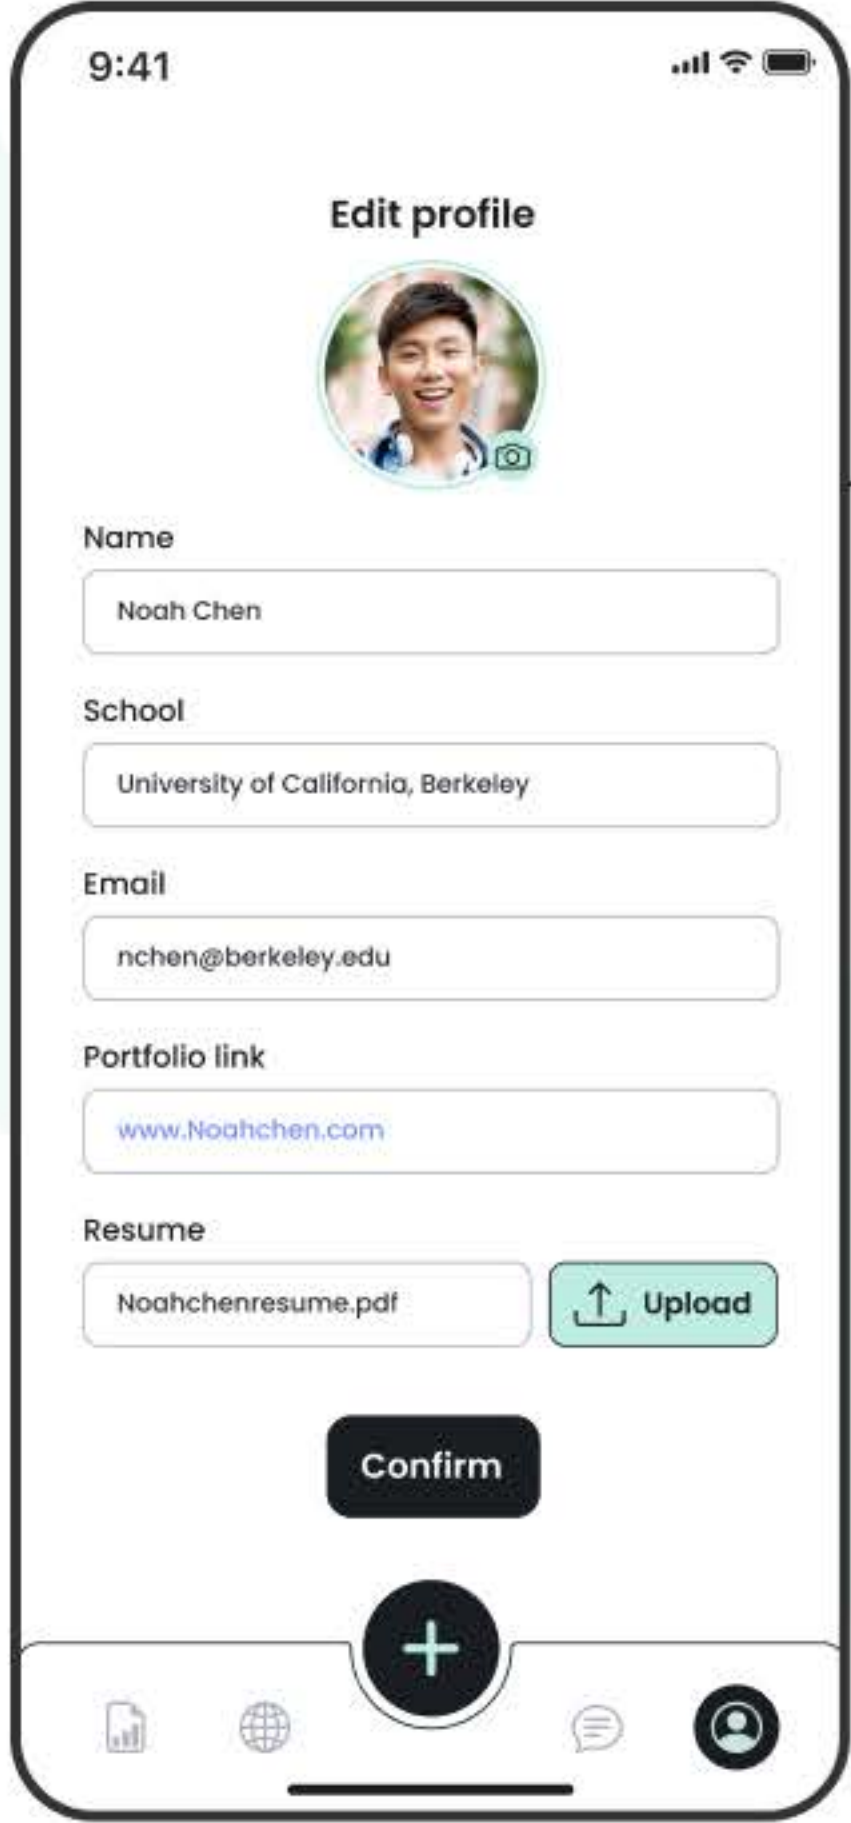 9:41
Edit profile
Name
Noah Chen
School
University of California, Berkeley
Email
nchen@berkeley.edu
Portfolio link
www.Noahchen.com
Resume
Noahchenresume.pdf
Upload
Confirm